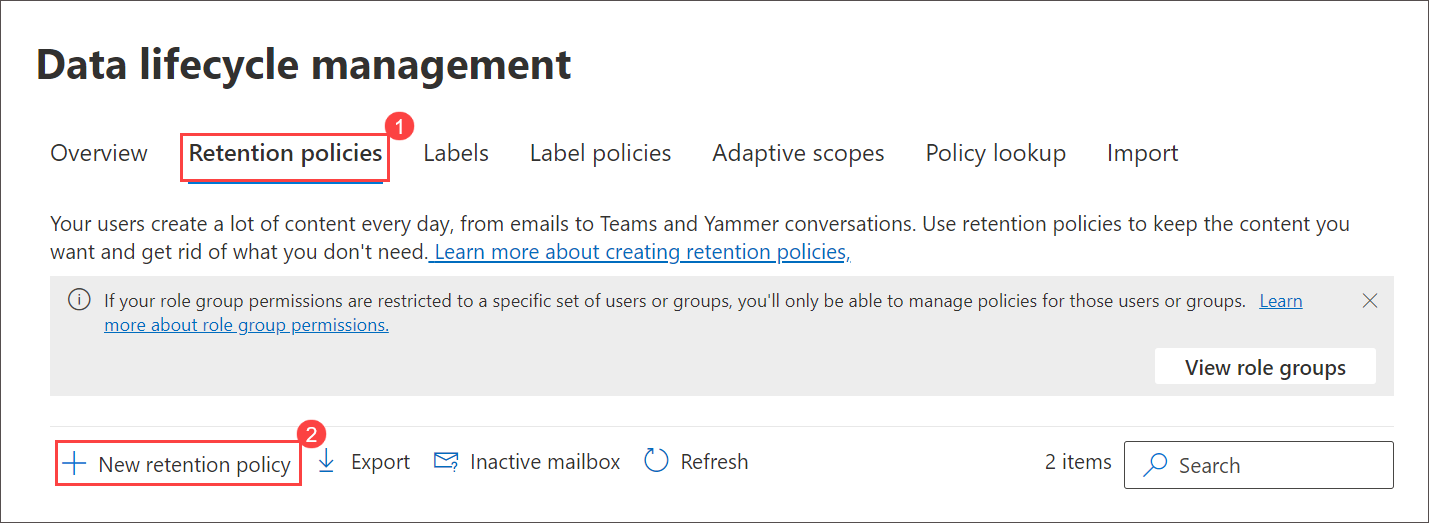 Data lifecycle management
1
Overview Retention policies Labels Label policies Adaptive scopes Policy lookup Import
Your users create a lot of content every day, from emails to Teams and Yammer conversations. Use retention policies to keep the content you
want and get rid of what you don't need. Learn more about creating retention policies,
If your role group permissions are restricted to a specific set of users or groups, you'll only be able to manage policies for those users or groups. Learn
more about role group permissions.
View role groups
2
New retention policy Export Inactive mailbox Refresh 2 items Search